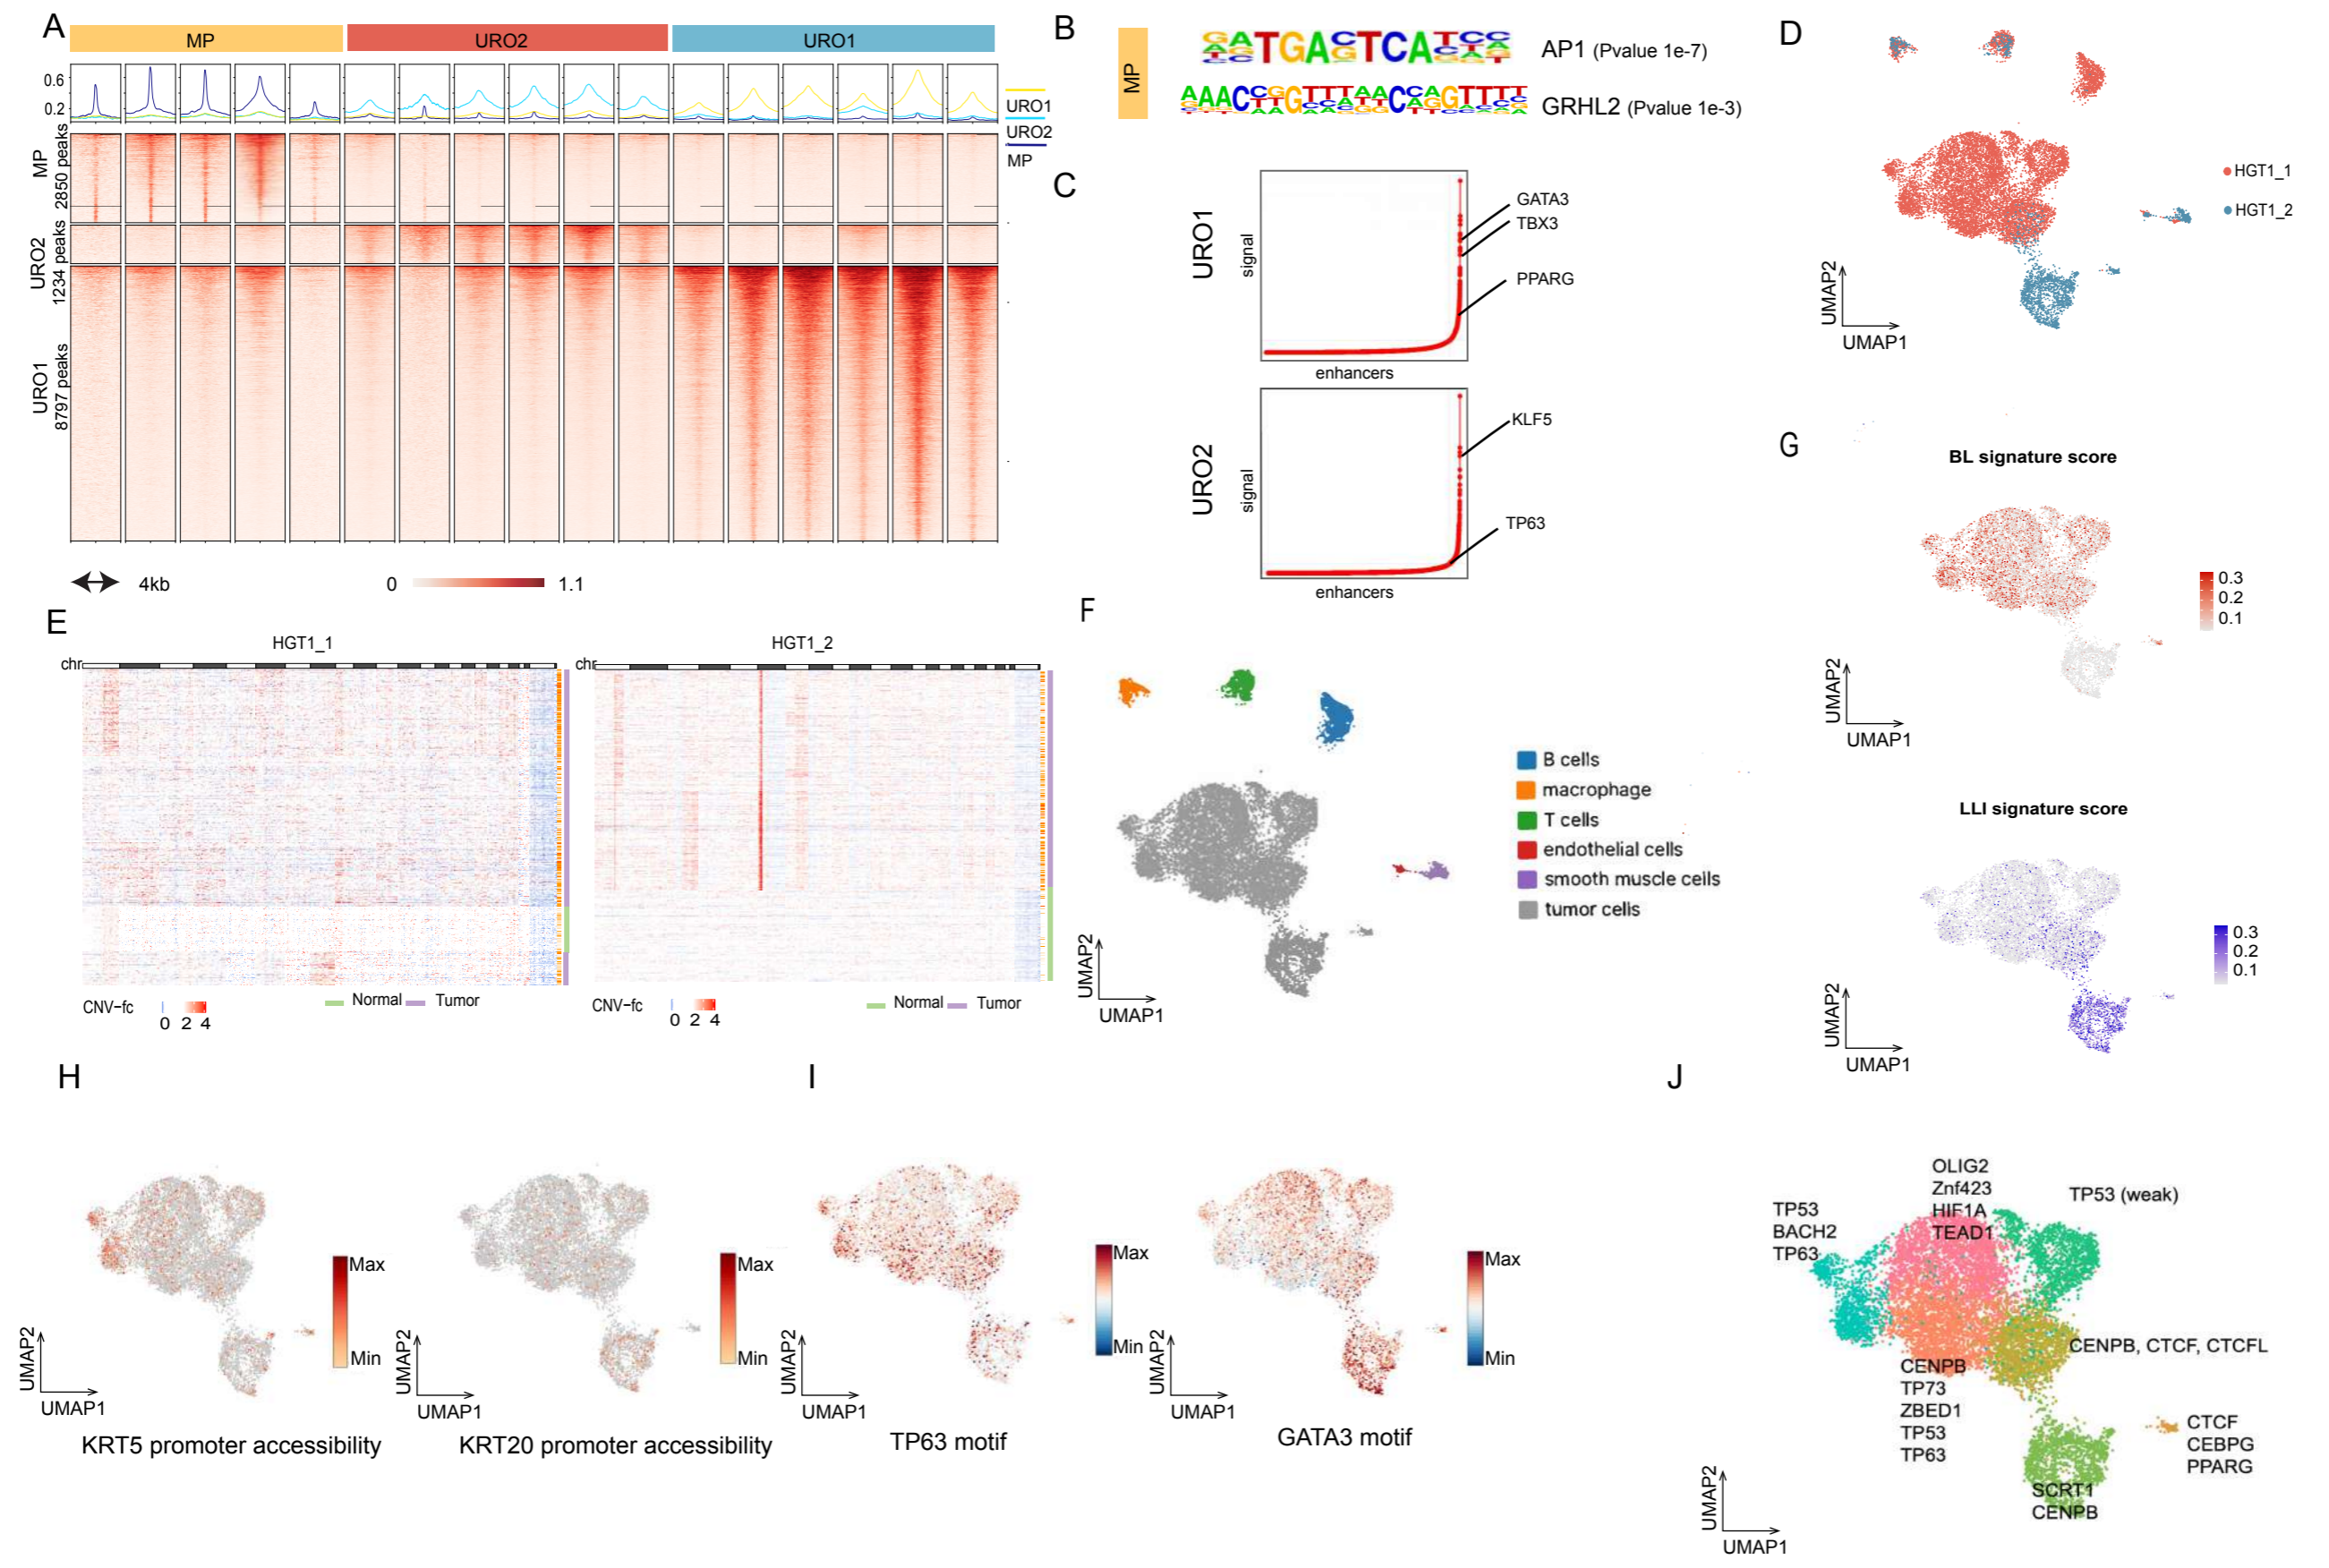 A
MP
URO2
URO1
0.6
0.2
URO1
URO2
MP
MP
2850 peaks
URO2
1234 peaks
URO1
8797 peaks
4kb
0
1.1
B
MP
AP1 (Pvalue 1e-7)
GRHL2 (Pvalue 1e-3)
C
URO1
signal
GATA3
TBX3
PPARG
enhancers
URO2
signal
KLF5
TP63
enhancers
D
HGT1_1
HGT1_2
UMAP2
UMAP1
E
HGT1_1
chr
CNV-fc
0 2 4
Normal
Tumor
HGT1_2
chr
CNV-fc
0 2 4
Normal
Tumor
F
B cells
macrophage
T cells
endothelial cells
smooth muscle cells
tumor cells
UMAP2
UMAP1
G
BL signature score
0.3
0.2
0.1
UMAP2
UMAP1
LLI signature score
0.3
0.2
0.1
UMAP2
UMAP1
H
Max
Min
UMAP2
UMAP1
KRT5 promoter accessibility
Max
Min
UMAP2
UMAP1
KRT20 promoter accessibility
I
Max
Min
UMAP2
UMAP1
TP63 motif
Max
Min
UMAP2
UMAP1
GATA3 motif
J
OLIG2
Znf423
HIF1A
TEAD1
TP53 (weak)
TP53
BACH2
TP63
CENPB, CTCF, CTCFL
CENPB
TP73
ZBED1
TP53
TP63
CTCF
CEBPG
PPARG
SCRT1
CENPB
UMAP2
UMAP1